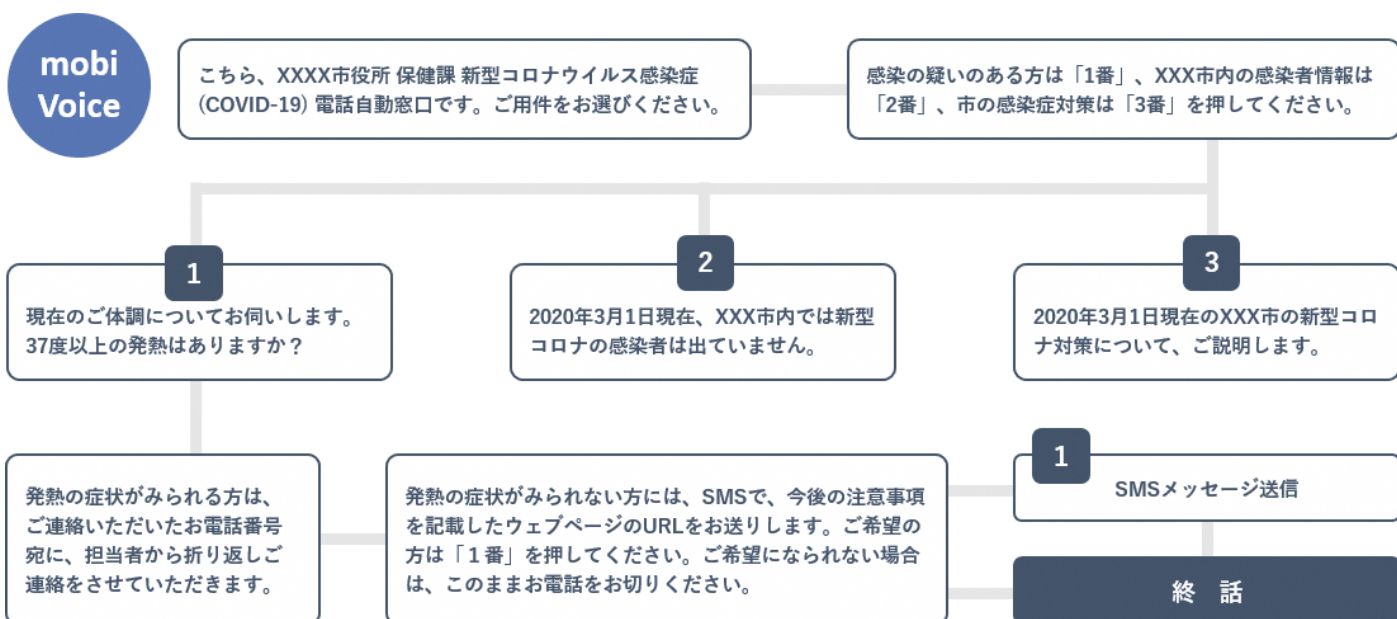 mobi
Voice
こちら、XXXX市役所 保健課 新型コロナウイルス感染症
(COVID-19) 電話自動窓口です。ご用件をお選びください。
感染の疑いのある方は「1番」、XXX市内の感染者情報は
「2番」、市の感染症対策は「3番」を押してください。
1
現在のご体調についてお伺いします。
37度以上の発熱はありますか？
2
2020年3月1日現在、XXX市内では新型
コロナの感染者は出ていません。
3
2020年3月1日現在のXXX市の新型コロ
ナ対策について、ご説明します。
発熱の症状がみられる方は、
ご連絡いただいたお電話番号
宛に、担当者から折り返しご
連絡をさせていただきます。
発熱の症状がみられない方には、SMSで、今後の注意事項
を記載したウェブページのURLをお送りします。ご希望の
方は「１番」を押してください。ご希望になられない場合
は、このままお電話をお切りください。
1
SMSメッセージ送信
終　話